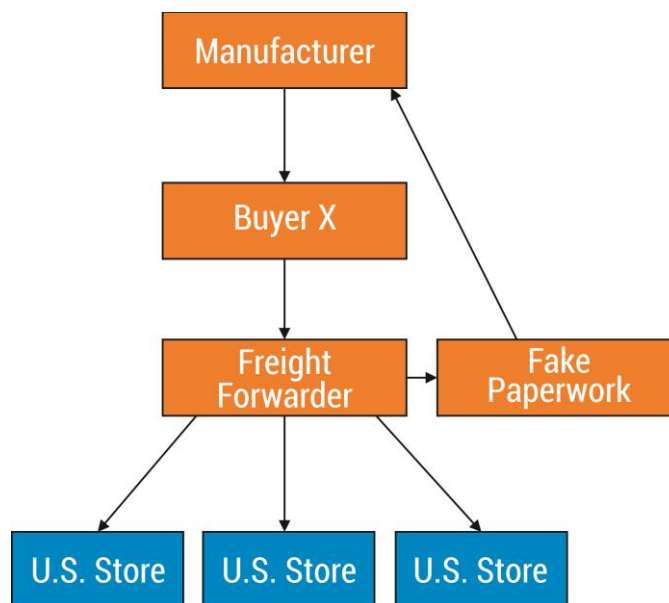 Manufacturer
Buyer X
Freight
Forwarder
Fake
Paperwork
U.S. Store
U.S. Store
U.S. Store